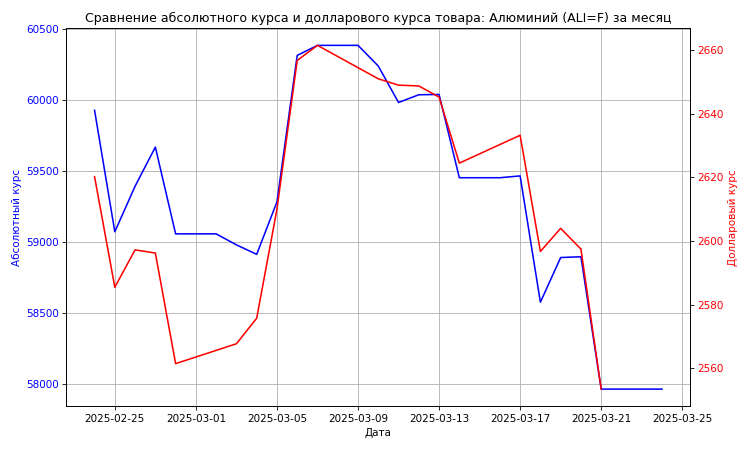 Сравнение абсолютного курса и долларового курса товара: Алюминий (ALI=F) за месяц
60500
60000
59500
59000
58500
58000
Абсолютный курс
2660
2640
2620
2600
2580
2560
Долларовый курс
2025-02-25 2025-03-01 2025-03-05 2025-03-09 2025-03-13 2025-03-17 2025-03-21 2025-03-25
Дата